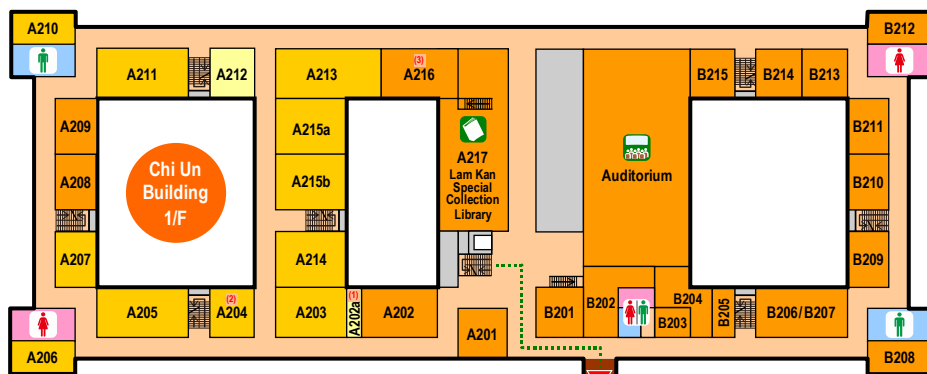 A210
B212
A211
A212
A213
(3)
A216
B215
B214
B213
A209
A215a
B211
A217
Lam Kan
Special
Collection
Library
Auditorium
Chi Un
Building
1/F
A208
A215b
B210
A207
A214
B209
A205
(2)
A204
A203
(1)
A202a
A202
A201
B201
B202
B203
B204
B205
B206/B207
A206
B208